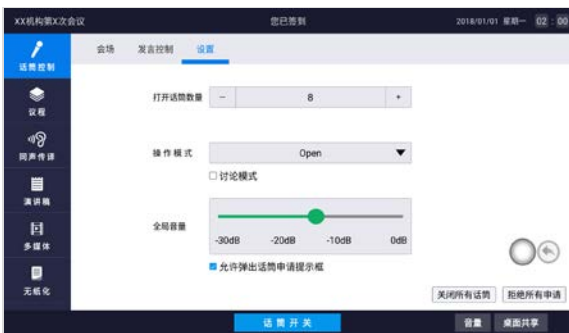 XX机构第X次会议 您已签到 2018/01/01 星期一 02 : 00
话筒控制
会场 发言控制 设置
打开话筒数量 − 8 +
议程
同声传译
操作模式 Open
讨论模式
演讲稿
全局音量
多媒体
-30dB -20dB -10dB 0dB
允许弹出话筒申请提示框
无纸化
关闭所有话筒 拒绝所有申请
话筒开关 音量 桌面共享